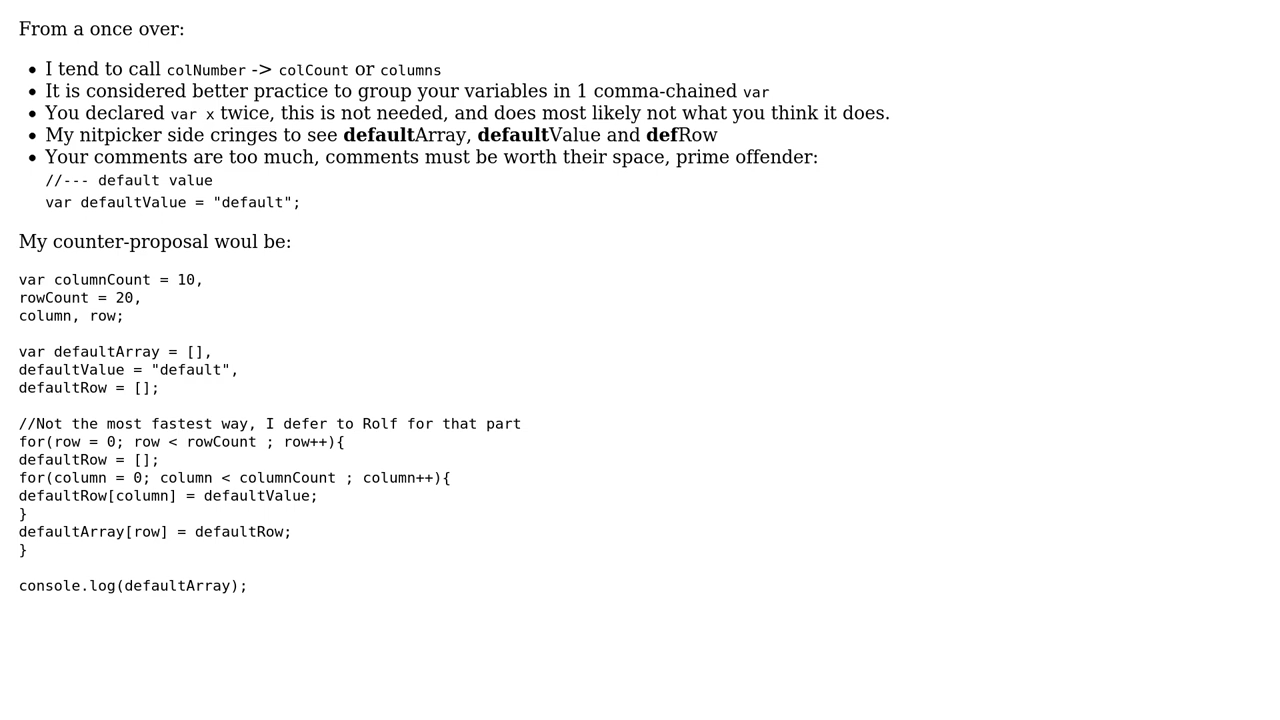 From a once over:
I tend to call colNumber -> colCount or columns
It is considered better practice to group your variables in 1 comma-chained var
You declared var x twice, this is not needed, and does most likely not what you think it does.
My nitpicker side cringes to see defaultArray, defaultValue and defRow
Your comments are too much, comments must be worth their space, prime offender:
//--- default value
var defaultValue = "default";
My counter-proposal woul be:
var columnCount = 10,
rowCount = 20,
column, row;
var defaultArray = [],
defaultValue = "default",
defaultRow = [];
//Not the most fastest way, I defer to Rolf for that part
for(row = 0; row < rowCount ; row++){
defaultRow = [];
for(column = 0; column < columnCount ; column++){
defaultRow[column] = defaultValue;
}
defaultArray[row] = defaultRow;
}
console.log(defaultArray);